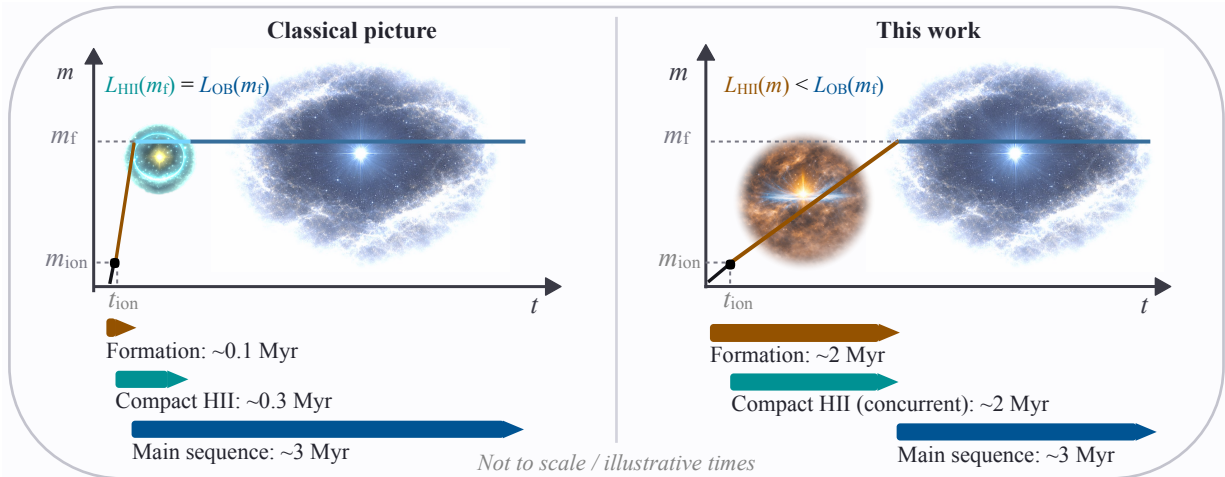 Classical picture
m
L_HII(m_f) = L_OB(m_f)
m_f
m_ion
t_ion
t
Formation: ~0.1 Myr
Compact HII: ~0.3 Myr
Main sequence: ~3 Myr
This work
m
L_HII(m) < L_OB(m_f)
m_f
m_ion
t_ion
t
Formation: ~2 Myr
Compact HII (concurrent): ~2 Myr
Main sequence: ~3 Myr
Not to scale / illustrative times